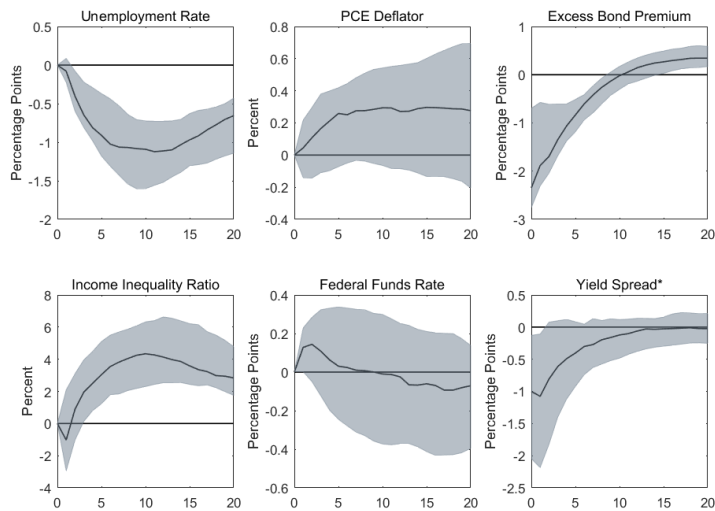 Unemployment Rate
Percentage Points
0.5
0
-0.5
-1
-1.5
-2
0 5 10 15 20
PCE Deflator
Percent
0.8
0.6
0.4
0.2
0
-0.2
-0.4
0 5 10 15 20
Excess Bond Premium
Percentage Points
1
0
-1
-2
-3
0 5 10 15 20
Income Inequality Ratio
Percent
8
6
4
2
0
-2
-4
0 5 10 15 20
Federal Funds Rate
Percentage Points
0.4
0.2
0
-0.2
-0.4
-0.6
0 5 10 15 20
Yield Spread*
Percentage Points
0.5
0
-0.5
-1
-1.5
-2
-2.5
0 5 10 15 20